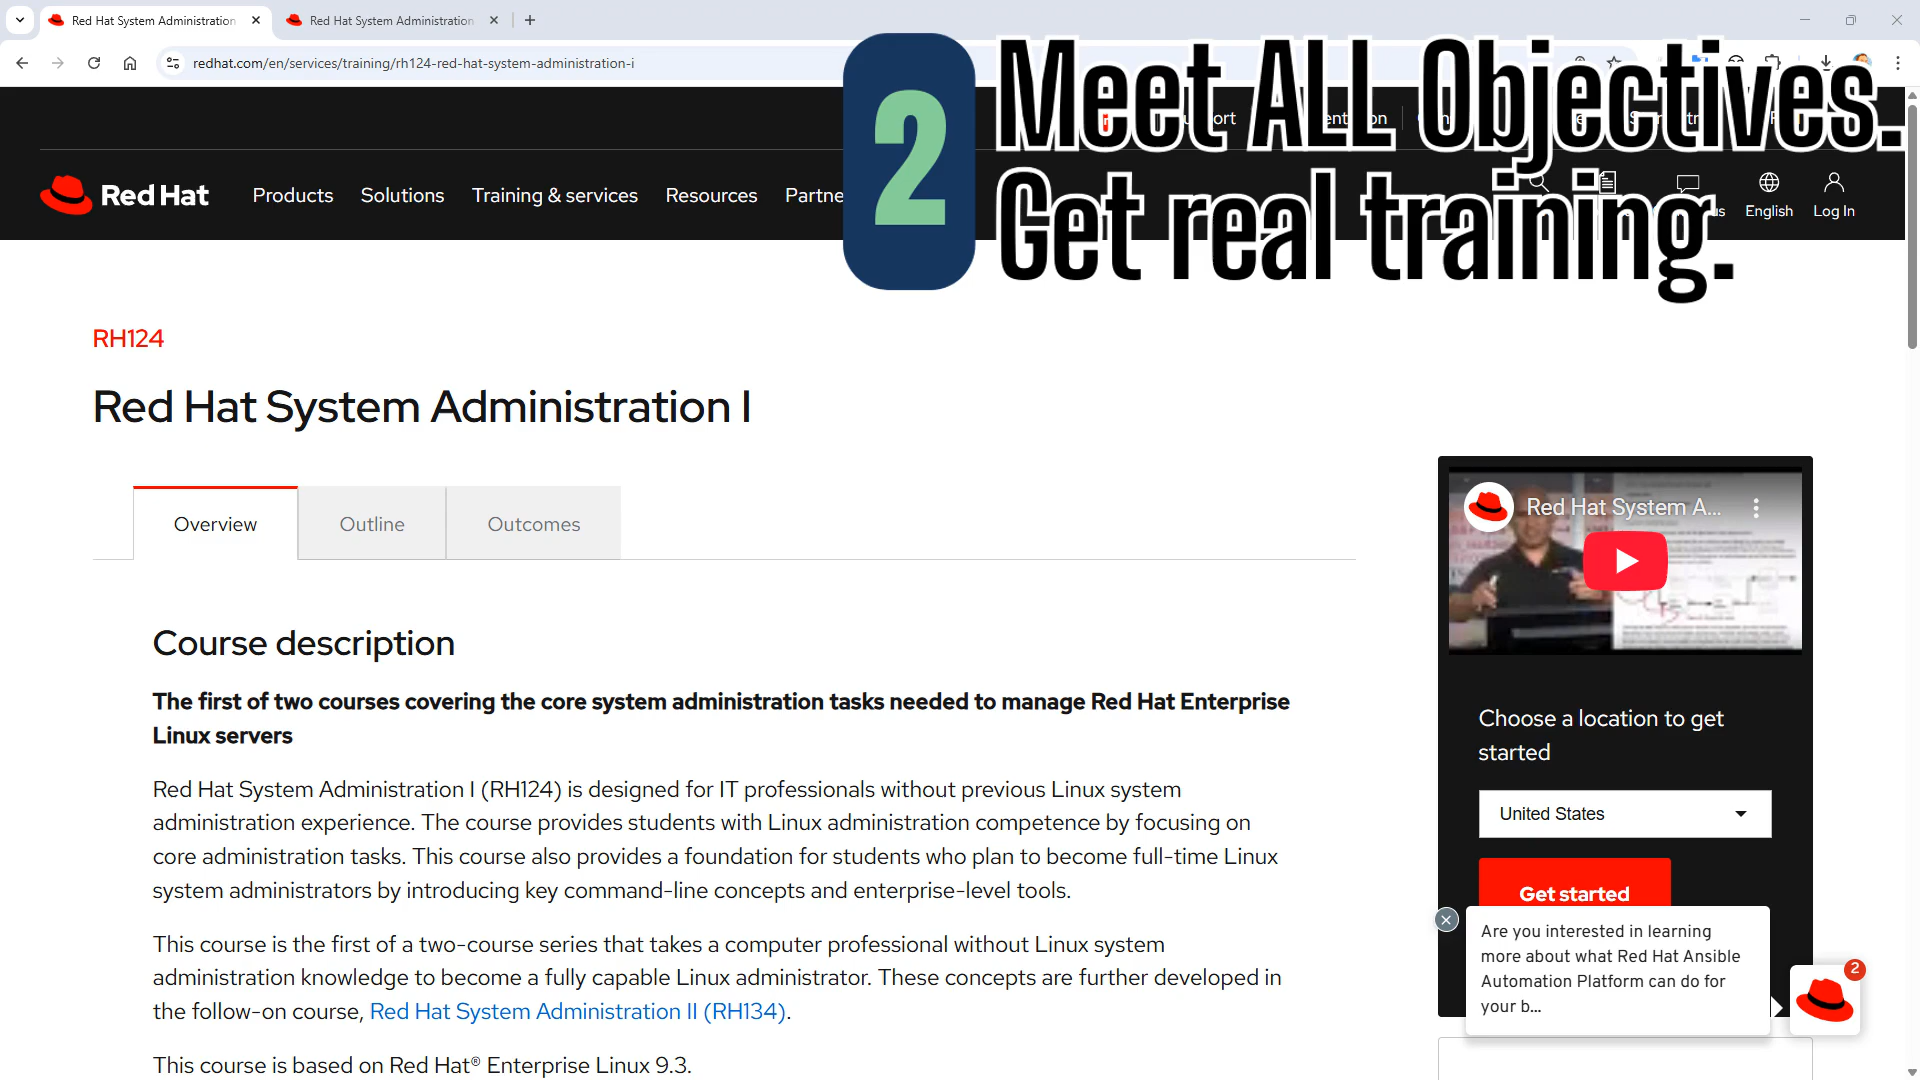 Red Hat System Administration
Red Hat System Administration
redhat.com/en/services/training/rh124-red-hat-system-administration-i
2
Meet ALL Objectives.
Get real training.
Red Hat
Products
Solutions
Training & services
Resources
English
Log In
RH124
Red Hat System Administration I
Overview
Outline
Outcomes
Course description
The first of two courses covering the core system administration tasks needed to manage Red Hat Enterprise
Linux servers
Red Hat System Administration I (RH124) is designed for IT professionals without previous Linux system
administration experience. The course provides students with Linux administration competence by focusing on
core administration tasks. This course also provides a foundation for students who plan to become full-time Linux
system administrators by introducing key command-line concepts and enterprise-level tools.
This course is the first of a two-course series that takes a computer professional without Linux system
administration knowledge to become a fully capable Linux administrator. These concepts are further developed in
the follow-on course, Red Hat System Administration II (RH134).
This course is based on Red Hat® Enterprise Linux 9.3.
Red Hat System A...
Choose a location to get
started
United States
Get started
Are you interested in learning
more about what Red Hat Ansible
Automation Platform can do for
your b...
2